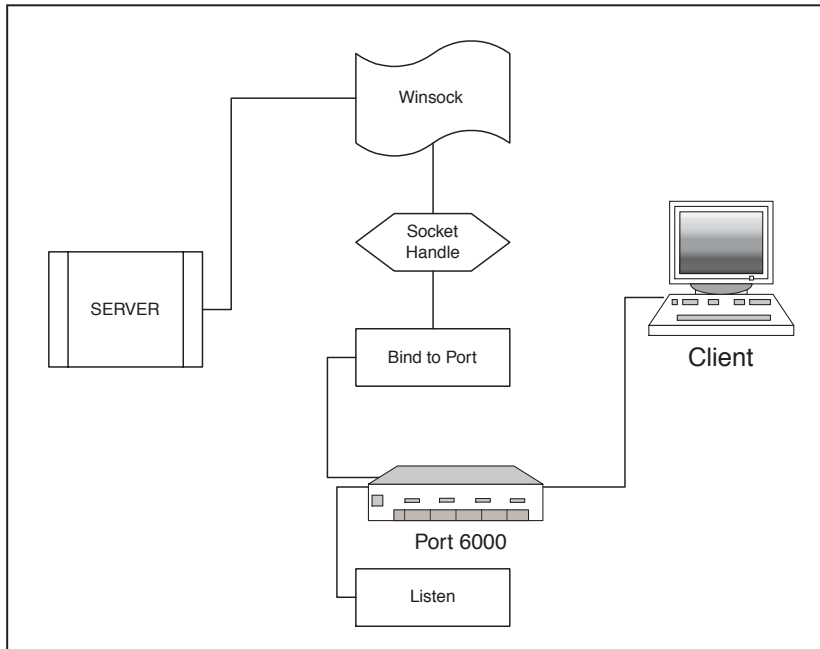 Winsock
Socket
Handle
SERVER
Bind to Port
Client
Port 6000
Listen